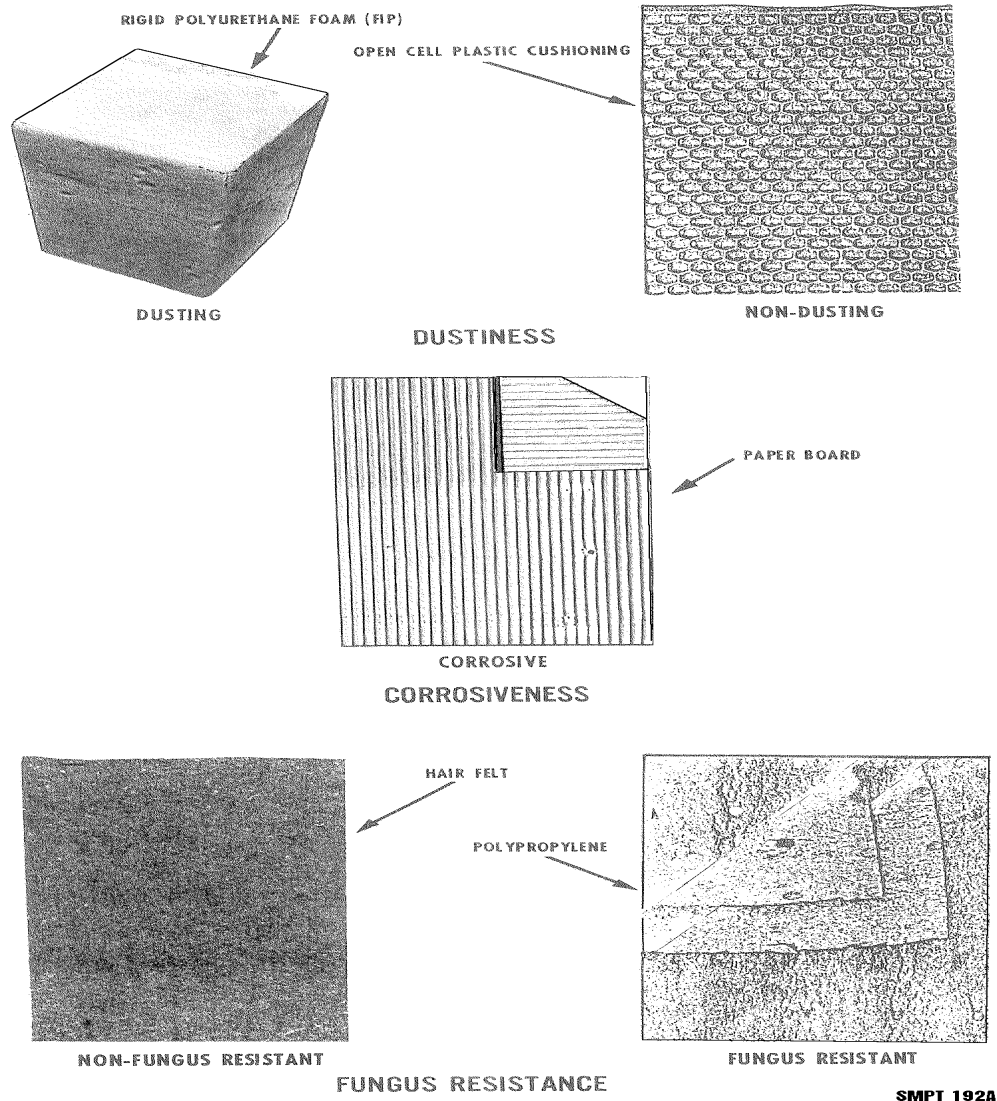 RIGID POLYURETHANE FOAM (FIP)
OPEN CELL PLASTIC CUSHIONING
DUSTING
NON-DUSTING
DUSTINESS
PAPER BOARD
CORROSIVE
CORROSIVENESS
HAIR FELT
POLYPROPYLENE
NON-FUNGUS RESISTANT
FUNGUS RESISTANT
FUNGUS RESISTANCE
SMPT 192A